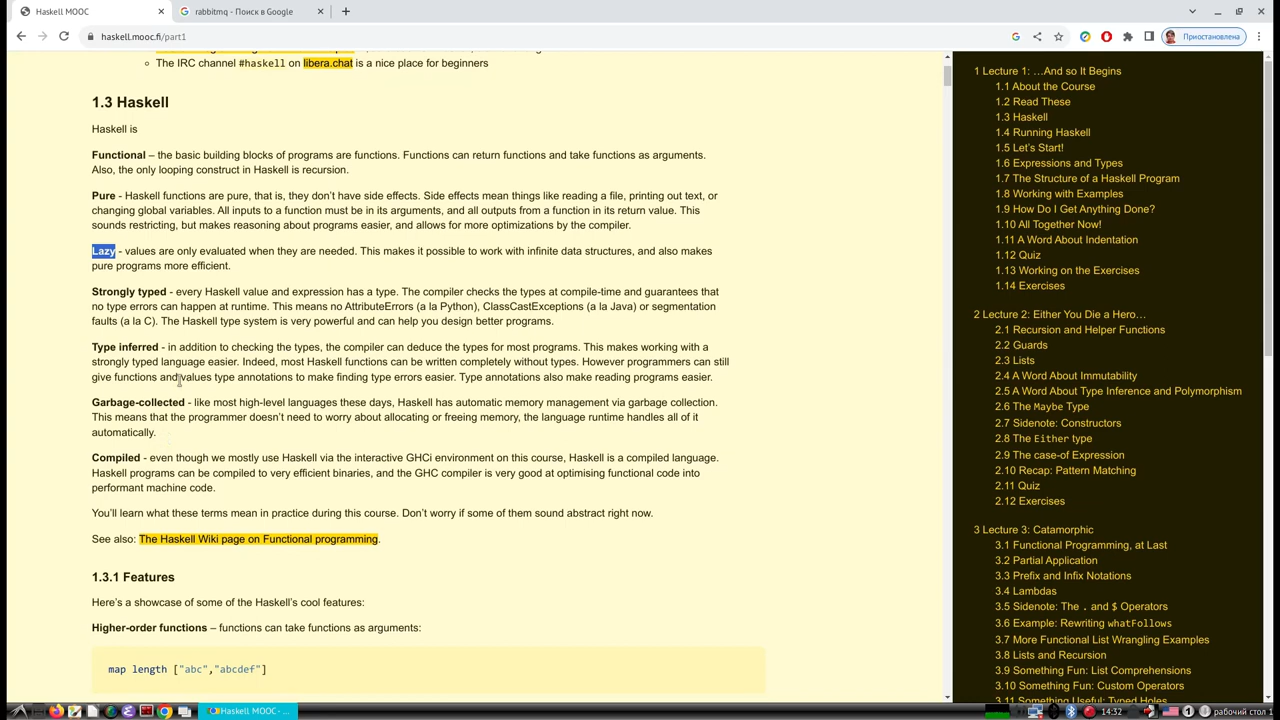 Haskell MOOC
rabbitmq - Поиск в Google
haskell.mooc.fi/part1
Приостановлена
The IRC channel #haskell on libera.chat is a nice place for beginners
1.3 Haskell
Haskell is
Functional – the basic building blocks of programs are functions. Functions can return functions and take functions as arguments.
Also, the only looping construct in Haskell is recursion.
Pure - Haskell functions are pure, that is, they don’t have side effects. Side effects mean things like reading a file, printing out text, or
changing global variables. All inputs to a function must be in its arguments, and all outputs from a function in its return value. This
sounds restricting, but makes reasoning about programs easier, and allows for more optimizations by the compiler.
Lazy - values are only evaluated when they are needed. This makes it possible to work with infinite data structures, and also makes
pure programs more efficient.
Strongly typed - every Haskell value and expression has a type. The compiler checks the types at compile-time and guarantees that
no type errors can happen at runtime. This means no AttributeErrors (a la Python), ClassCastExceptions (a la Java) or segmentation
faults (a la C). The Haskell type system is very powerful and can help you design better programs.
Type inferred - in addition to checking the types, the compiler can deduce the types for most programs. This makes working with a
strongly typed language easier. Indeed, most Haskell functions can be written completely without types. However programmers can still
give functions and values type annotations to make finding type errors easier. Type annotations also make reading programs easier.
Garbage-collected - like most high-level languages these days, Haskell has automatic memory management via garbage collection.
This means that the programmer doesn’t need to worry about allocating or freeing memory, the language runtime handles all of it
automatically.
Compiled - even though we mostly use Haskell via the interactive GHCi environment on this course, Haskell is a compiled language.
Haskell programs can be compiled to very efficient binaries, and the GHC compiler is very good at optimising functional code into
performant machine code.
You’ll learn what these terms mean in practice during this course. Don’t worry if some of them sound abstract right now.
See also: The Haskell Wiki page on Functional programming.
1.3.1 Features
Here’s a showcase of some of the Haskell’s cool features:
Higher-order functions – functions can take functions as arguments:
map length ["abc","abcdef"]
1 Lecture 1: …And so It Begins
1.1 About the Course
1.2 Read These
1.3 Haskell
1.4 Running Haskell
1.5 Let’s Start!
1.6 Expressions and Types
1.7 The Structure of a Haskell Program
1.8 Working with Examples
1.9 How Do I Get Anything Done?
1.10 All Together Now!
1.11 A Word About Indentation
1.12 Quiz
1.13 Working on the Exercises
1.14 Exercises
2 Lecture 2: Either You Die a Hero…
2.1 Recursion and Helper Functions
2.2 Guards
2.3 Lists
2.4 A Word About Immutability
2.5 A Word About Type Inference and Polymorphism
2.6 The Maybe Type
2.7 Sidenote: Constructors
2.8 The Either type
2.9 The case-of Expression
2.10 Recap: Pattern Matching
2.11 Quiz
2.12 Exercises
3 Lecture 3: Catamorphic
3.1 Functional Programming, at Last
3.2 Partial Application
3.3 Prefix and Infix Notations
3.4 Lambdas
3.5 Sidenote: The . and $ Operators
3.6 Example: Rewriting whatFollows
3.7 More Functional List Wrangling Examples
3.8 Lists and Recursion
3.9 Something Fun: List Comprehensions
3.10 Something Fun: Custom Operators
3.11 Something Useful: Typed Holes
Haskell MOOC - ...
14:32
1
рабочий стол 1